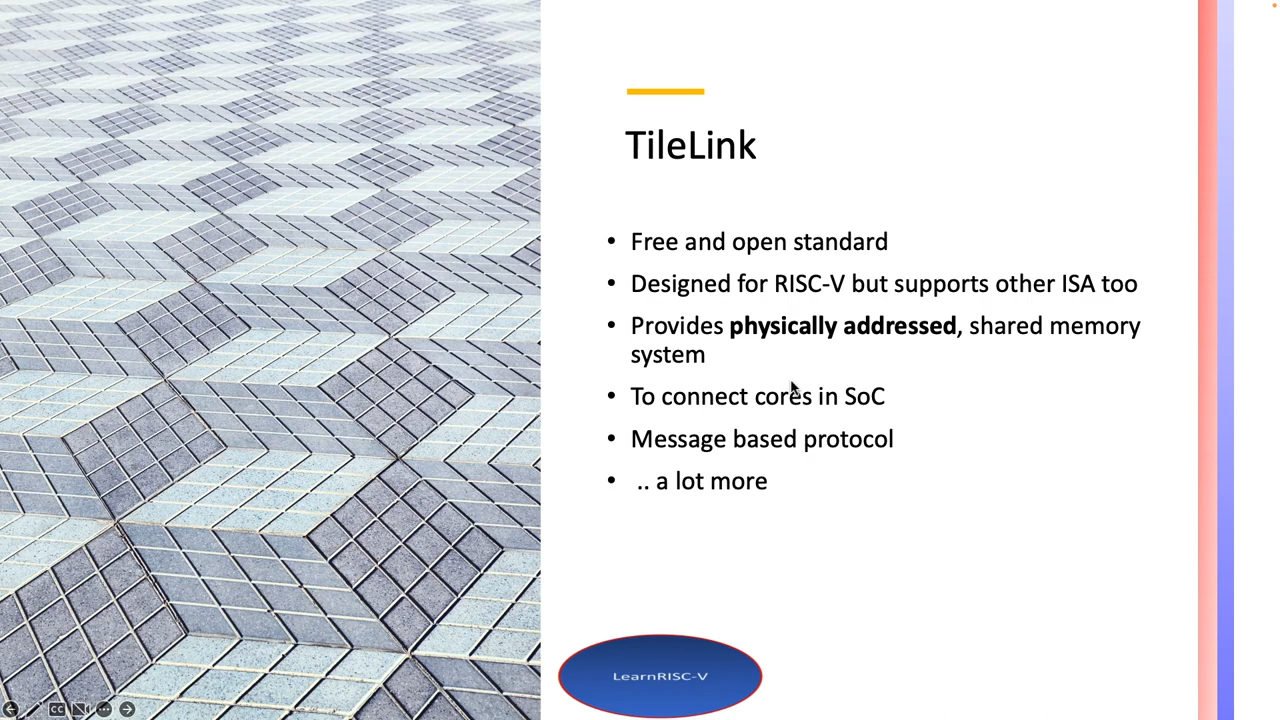 TileLink
• Free and open standard
• Designed for RISC-V but supports other ISA too
• Provides physically addressed, shared memory
system
• To connect cores in SoC
• Message based protocol
• .. a lot more
LearnRISC-V
CC